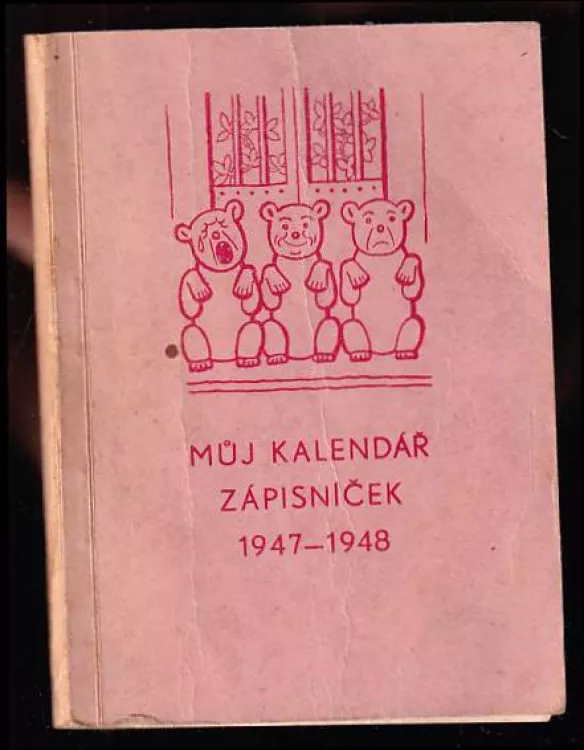 MŮJ KALENDÁŘ
ZÁPISNÍČEK
1947–1948